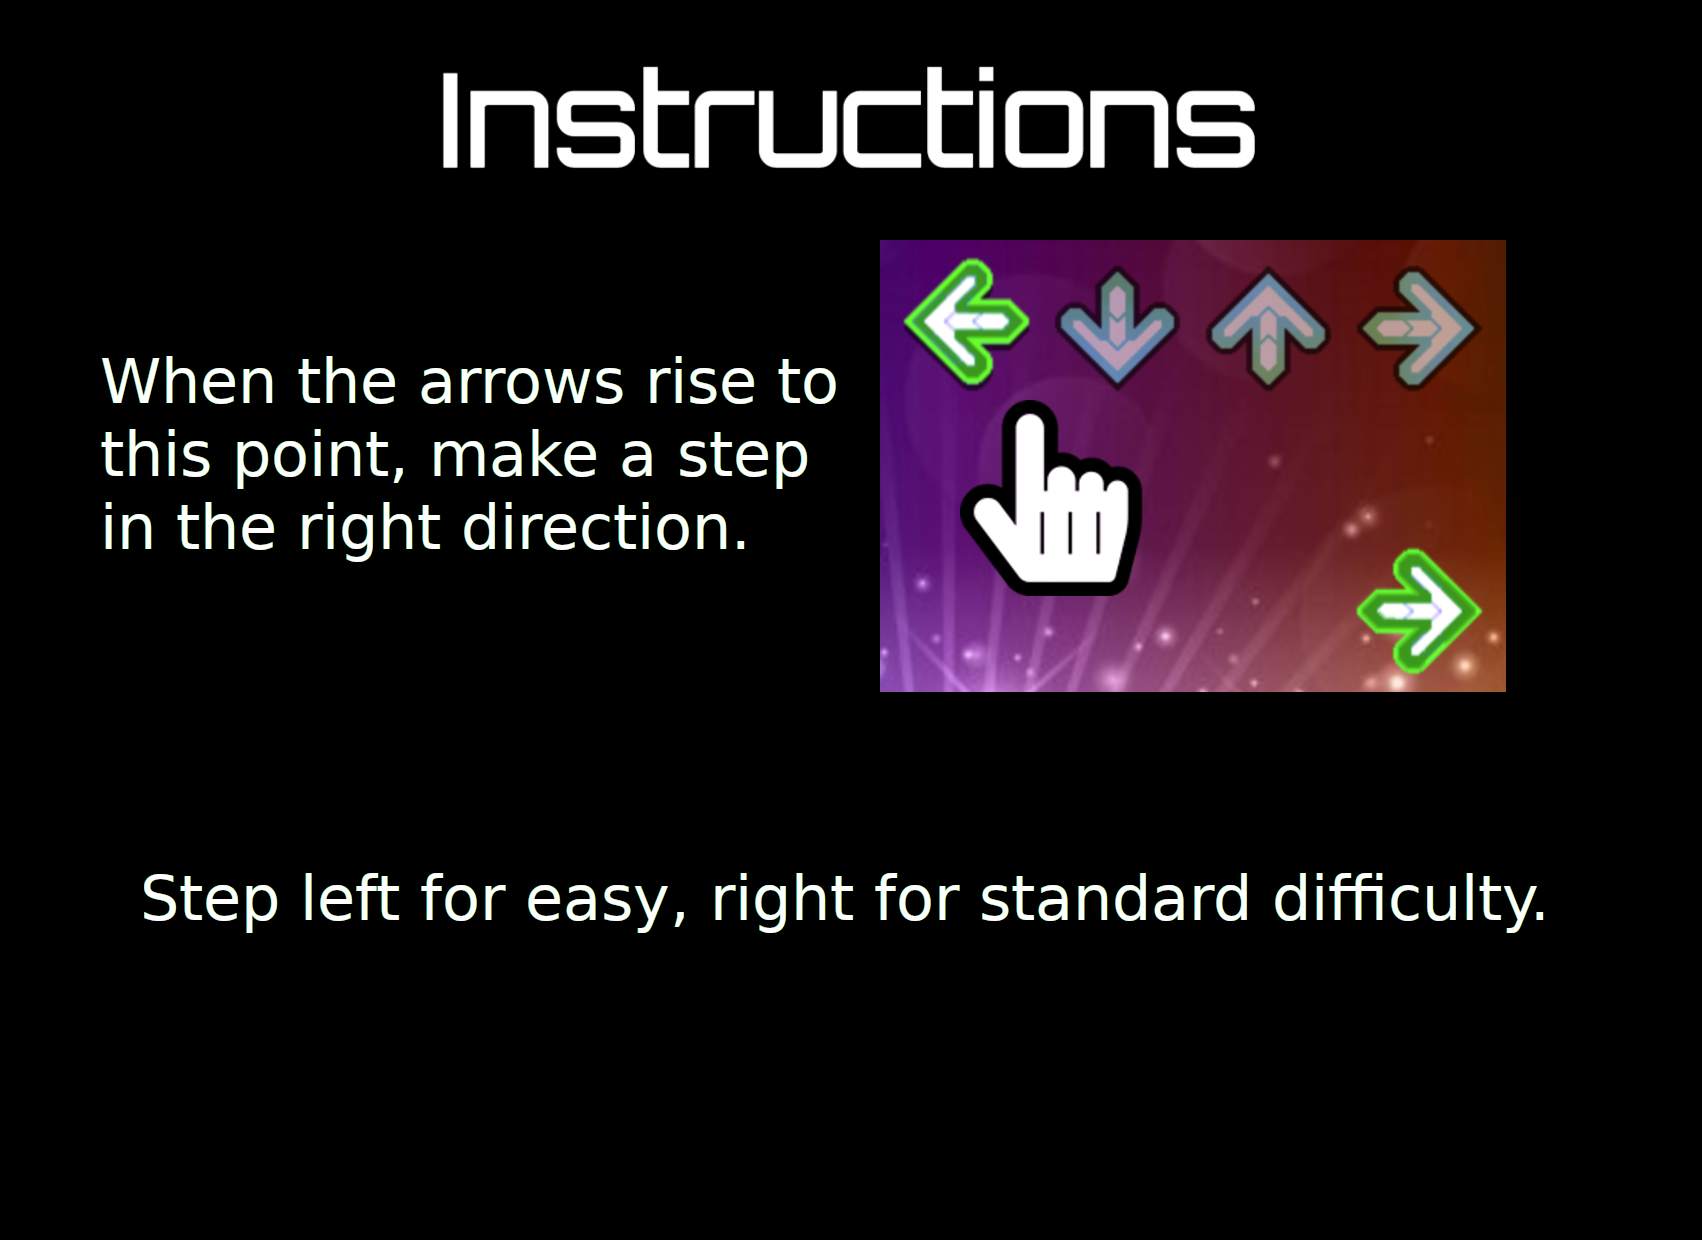 Instructions
When the arrows rise to
this point, make a step
in the right direction.
Step left for easy, right for standard difficulty.